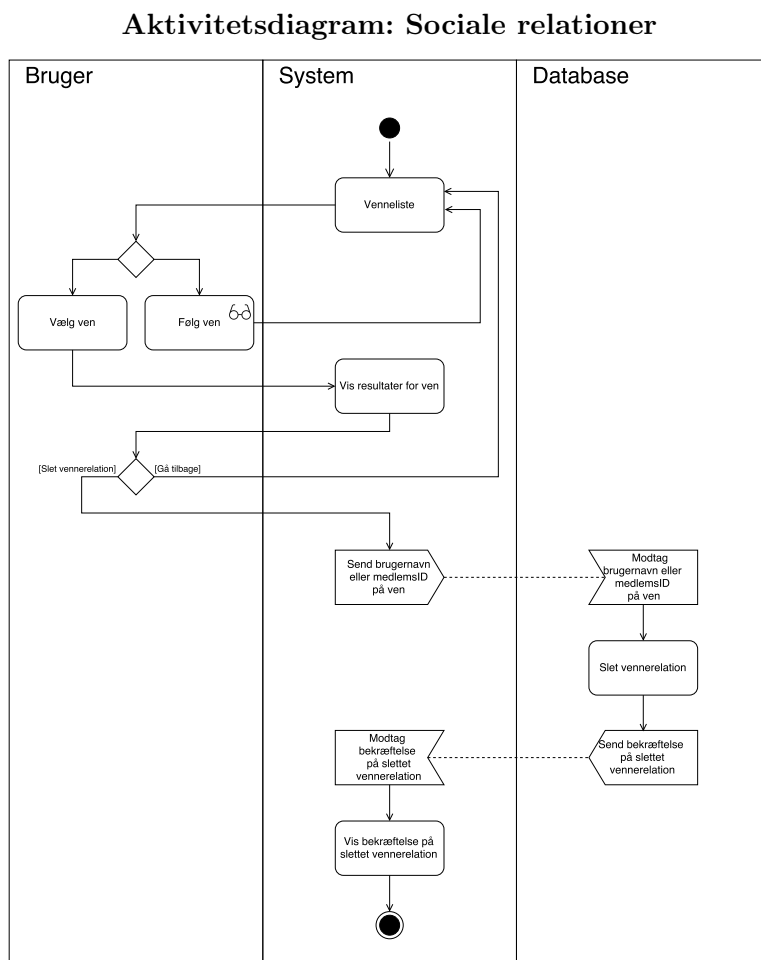 Aktivitetsdiagram: Sociale relationer
Bruger
System
Database
Venneliste
Vælg ven
Følg ven
Vis resultater for ven
[Slet vennerelation]
[Gå tilbage]
Send brugernavn
eller medlemsID
på ven
Modtag
brugernavn eller
medlemsID
på ven
Slet vennerelation
Modtag
bekræftelse
på slettet
vennerelation
Send bekræftelse
på slettet
vennerelation
Vis bekræftelse på
slettet vennerelation